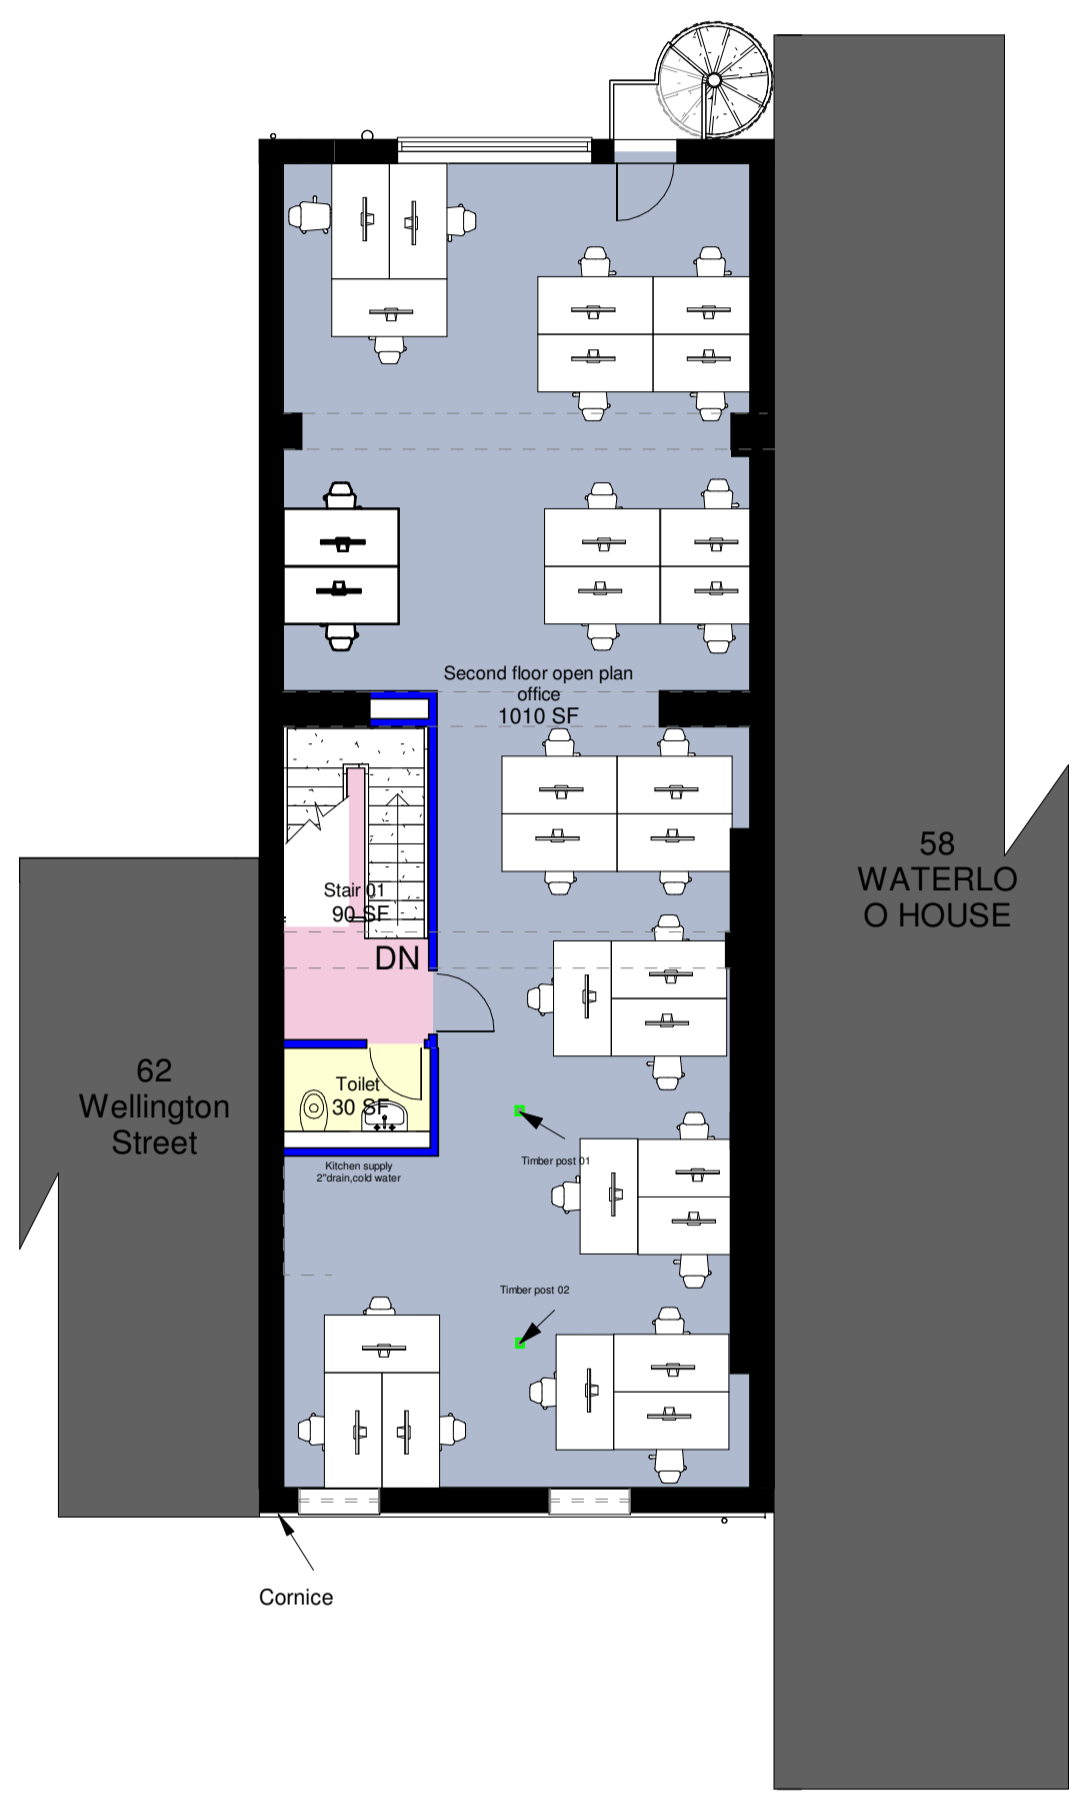 Second floor open plan
office
1010 SF
58
WATERLO
O HOUSE
Stair 01
90 SF
DN
62
Wellington
Street
Toilet
30 SF
Timber post 01
Kitchen supply
2"drain,cold water
Timber post 02
Cornice